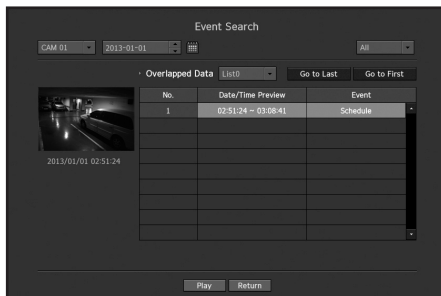 Event Search
CAM 01 2013-01-01 All
Overlapped Data List0 Go to Last Go to First
No. Date/Time Preview Event
1 02:51:24 ~ 03:08:41 Schedule
2013/01/01 02:51:24
Play Return